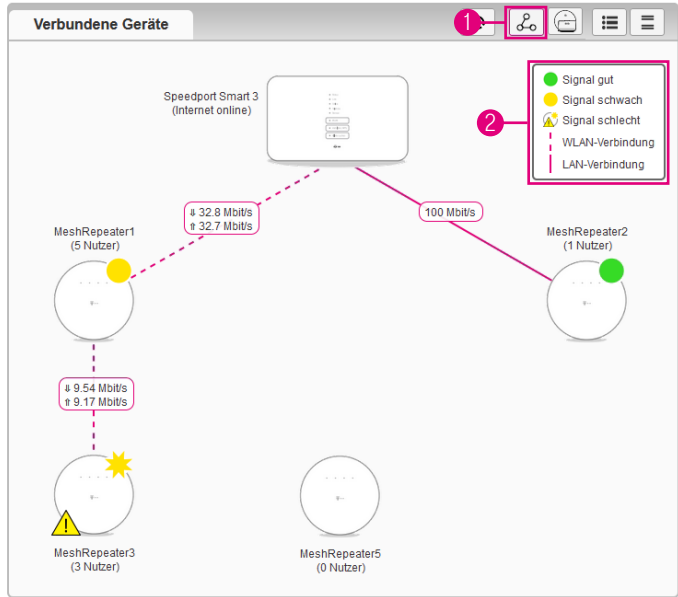 Verbundene Geräte
1
2
Signal gut
Signal schwach
Signal schlecht
WLAN-Verbindung
LAN-Verbindung
Speedport Smart 3
(Internet online)
⇓ 32.8 Mbit/s
⇑ 32.7 Mbit/s
100 Mbit/s
MeshRepeater1
(5 Nutzer)
MeshRepeater2
(1 Nutzer)
⇓ 9.54 Mbit/s
⇑ 9.17 Mbit/s
MeshRepeater3
(3 Nutzer)
MeshRepeater5
(0 Nutzer)